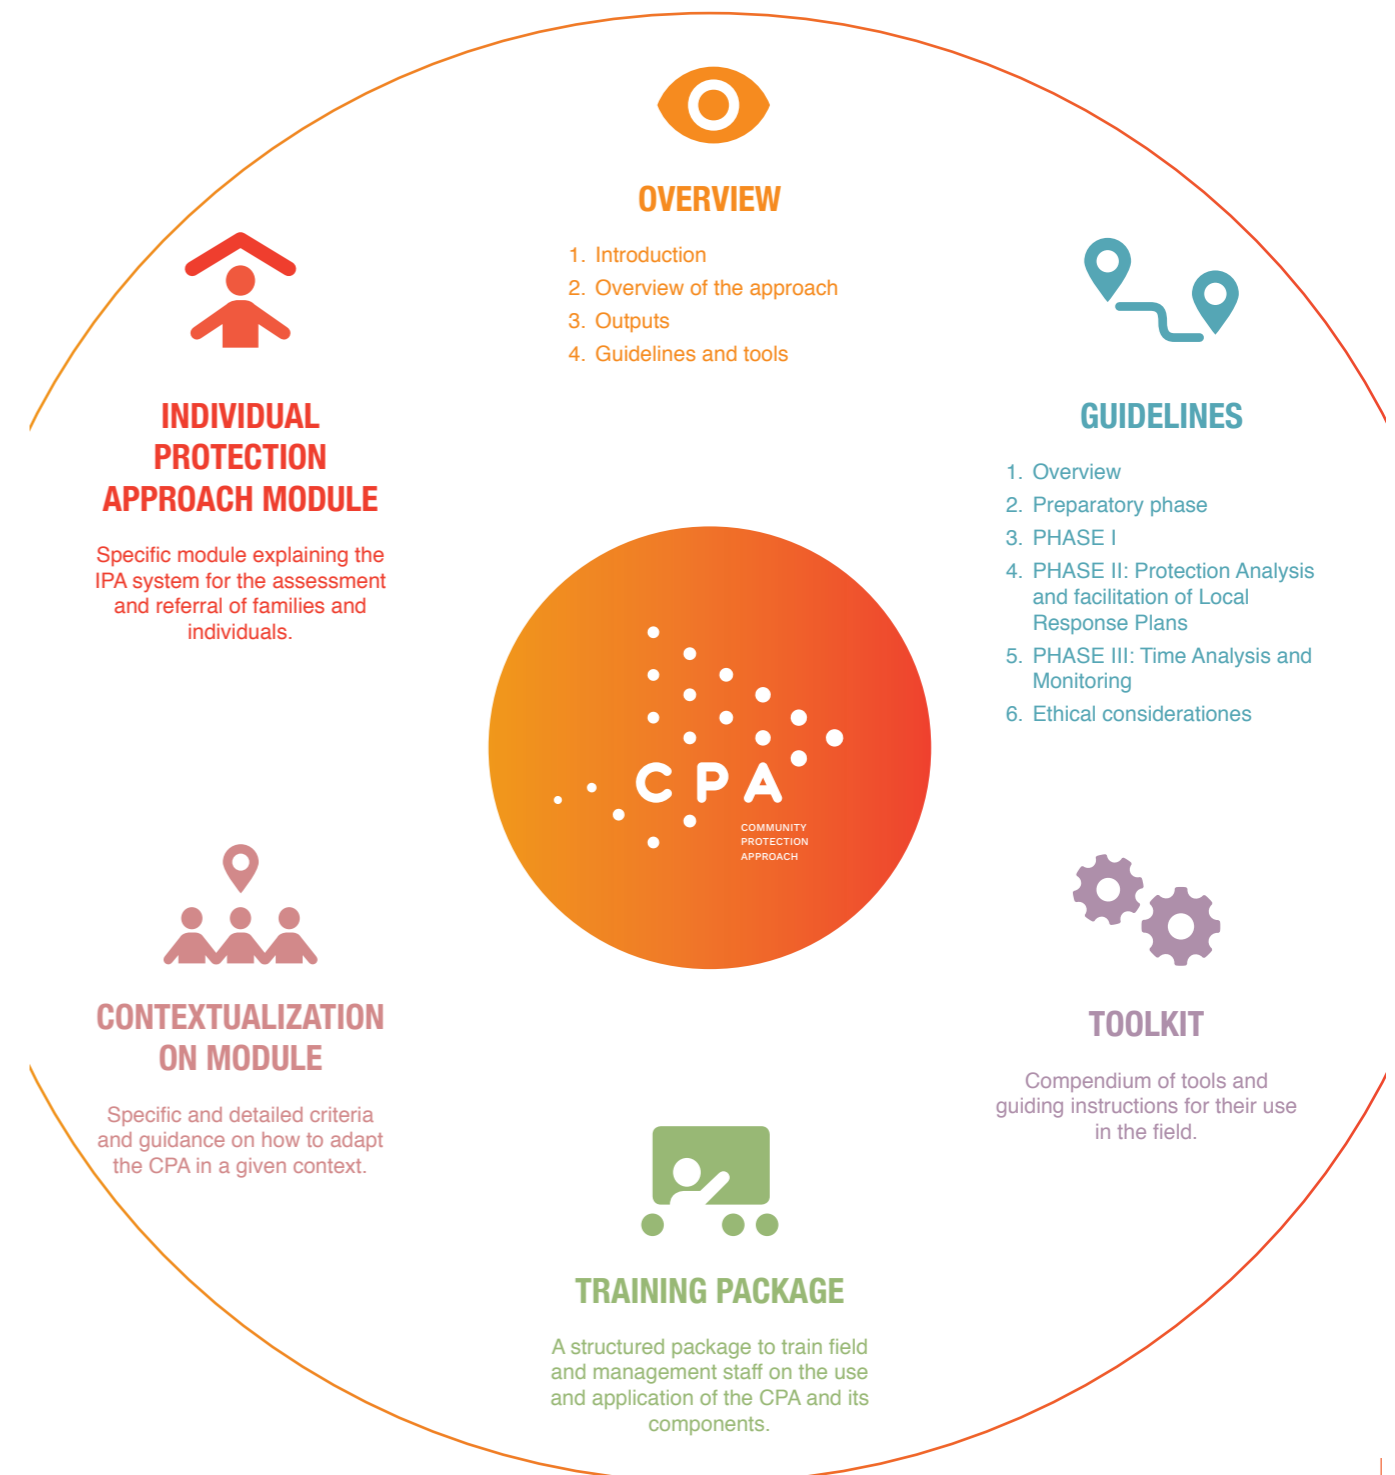 OVERVIEW
1. Introduction
2. Overview of the approach
3. Outputs
4. Guidelines and tools
INDIVIDUAL
PROTECTION
APPROACH MODULE
Specific module explaining the
IPA system for the assessment
and referral of families and
individuals.
GUIDELINES
1. Overview
2. Preparatory phase
3. PHASE I
4. PHASE II: Protection Analysis
and facilitation of Local
Response Plans
5. PHASE III: Time Analysis and
Monitoring
6. Ethical considerationes
CPA
COMMUNITY
PROTECTION
APPROACH
CONTEXTUALIZATION
ON MODULE
Specific and detailed criteria
and guidance on how to adapt
the CPA in a given context.
TOOLKIT
Compendium of tools and
guiding instructions for their use
in the field.
TRAINING PACKAGE
A structured package to train field
and management staff on the use
and application of the CPA and its
components.